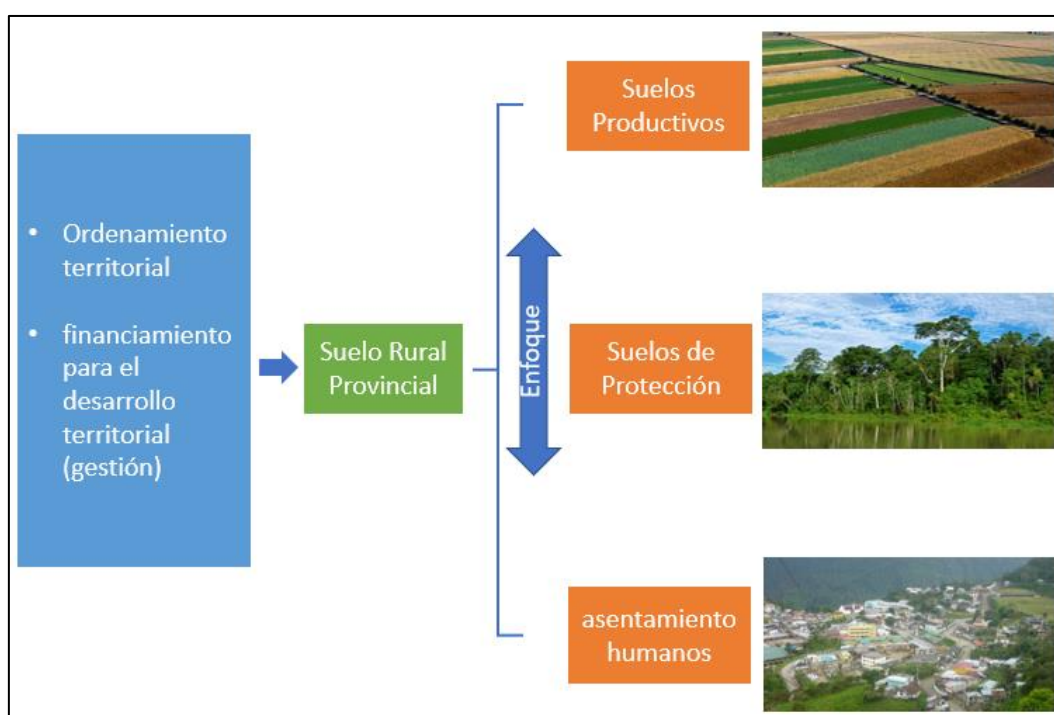 • Ordenamiento
territorial
• financiamiento
para el
desarrollo
territorial
(gestión)
Suelo Rural
Provincial
Enfoque
Suelos
Productivos
Suelos de
Protección
asentamiento
humanos